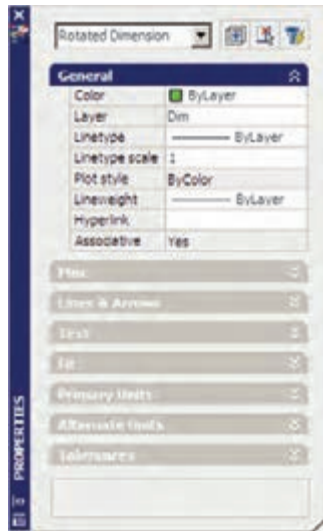 Rotated Dimension
General
Color ByLayer
Layer Dim
Linetype ByLayer
Linetype scale 1
Plot style ByColor
Lineweight ByLayer
Hyperlink
Associative Yes
Misc
Lines & Arrows
Text
Fit
Primary Units
Alternate Units
Tolerances
PROPERTIES